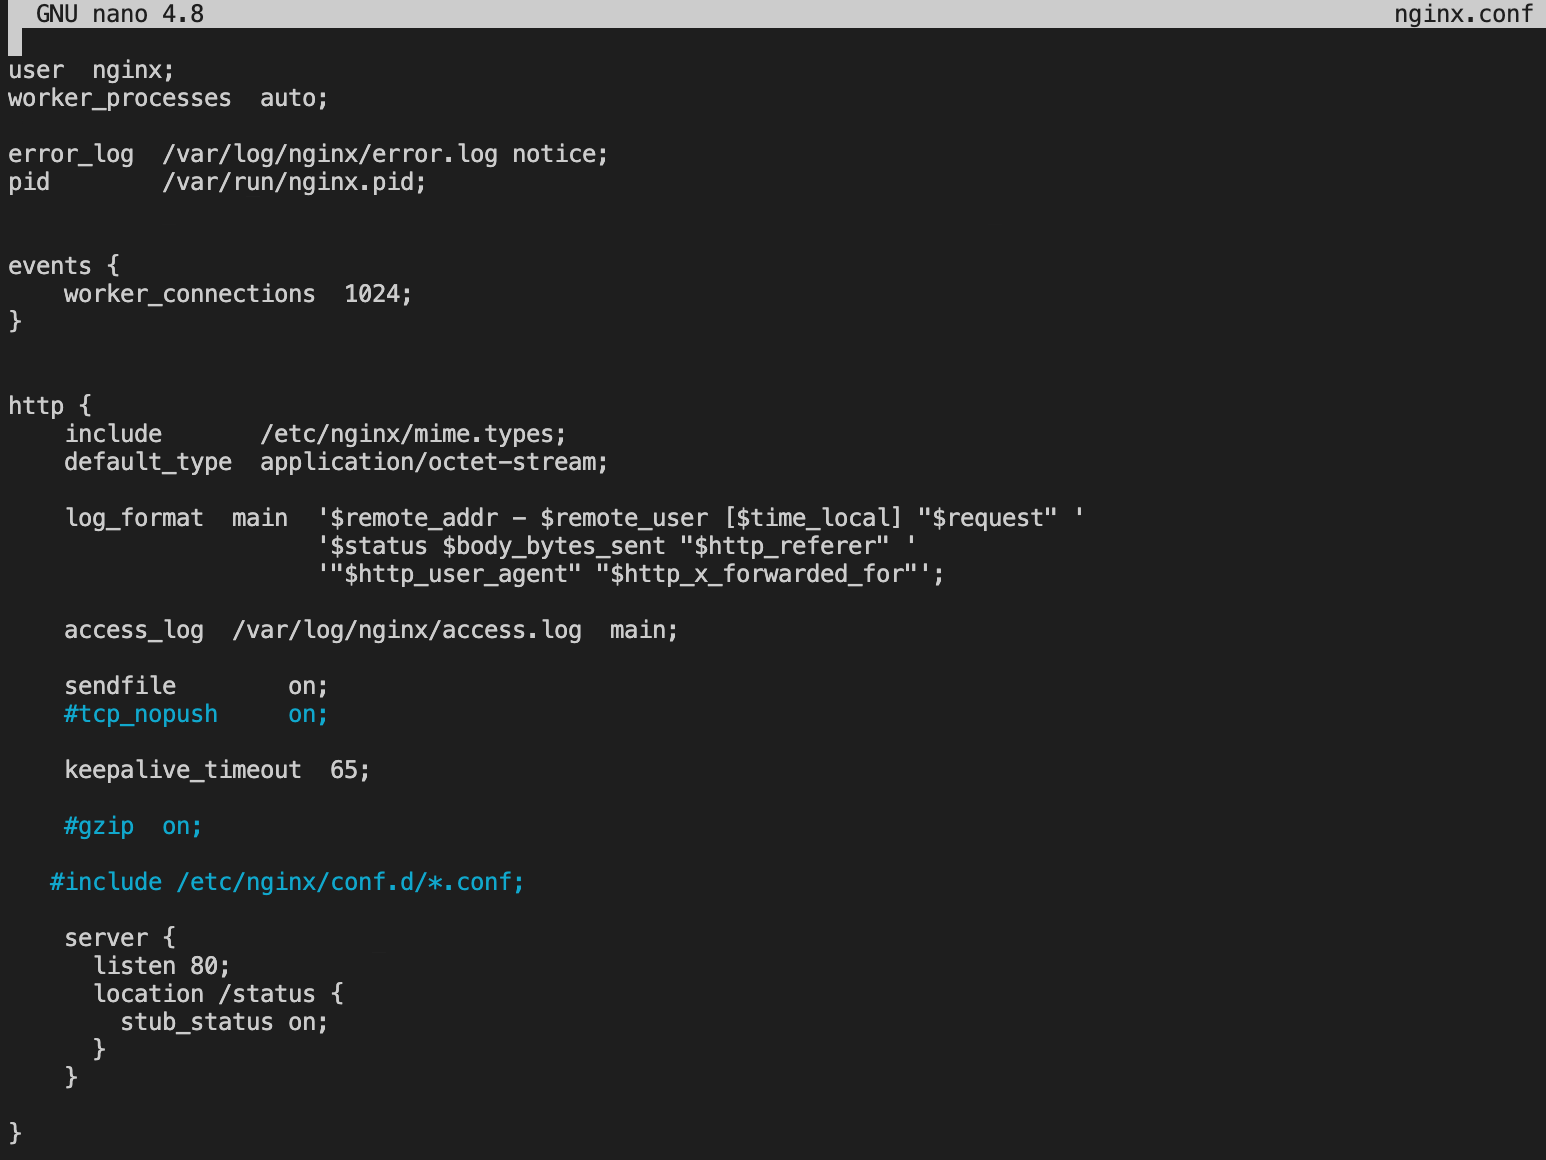 GNU nano 4.8 nginx.conf
user  nginx;
worker_processes  auto;
error_log  /var/log/nginx/error.log notice;
pid        /var/run/nginx.pid;
events {
    worker_connections  1024;
}
http {
    include       /etc/nginx/mime.types;
    default_type  application/octet-stream;
    log_format  main  '$remote_addr - $remote_user [$time_local] "$request" '
                      '$status $body_bytes_sent "$http_referer" '
                      '"$http_user_agent" "$http_x_forwarded_for"';
    access_log  /var/log/nginx/access.log  main;
    sendfile        on;
    #tcp_nopush     on;
    keepalive_timeout  65;
    #gzip  on;
   #include /etc/nginx/conf.d/*.conf;
    server {
      listen 80;
      location /status {
        stub_status on;
      }
    }
}